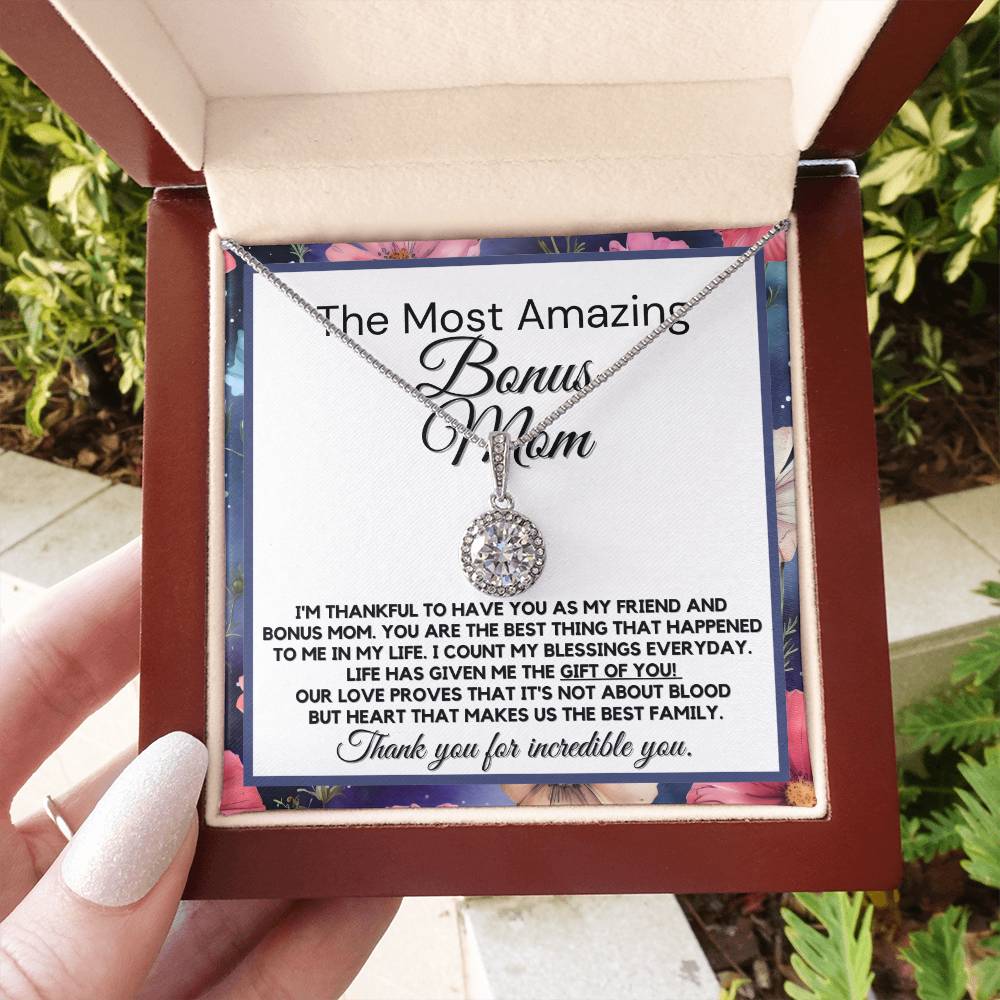 The Most Amazing
Bonus
Mom
I'M THANKFUL TO HAVE YOU AS MY FRIEND AND
BONUS MOM. YOU ARE THE BEST THING THAT HAPPENED
TO ME IN MY LIFE. I COUNT MY BLESSINGS EVERYDAY.
LIFE HAS GIVEN ME THE GIFT OF YOU!
OUR LOVE PROVES THAT IT'S NOT ABOUT BLOOD
BUT HEART THAT MAKES US THE BEST FAMILY.
Thank you for incredible you.